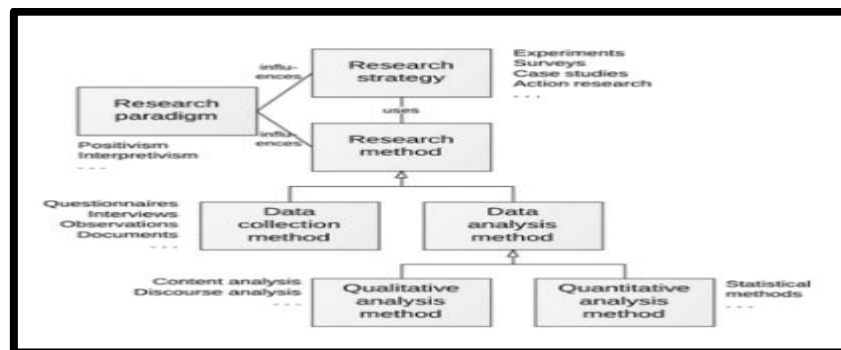 Research
strategy
Experiments
Surveys
Case studies
Action research
. . .
influ-
ences
Research
paradigm
uses
influ-
ences
Research
method
Positivism
Interpretivism
- - -
Questionnaires
Interviews
Observations
Documents
- - -
Data
collection
method
Data
analysis
method
Content analysis
Discourse analysis
- - -
Qualitative
analysis
method
Quantitative
analysis
method
Statistical
methods
- - -